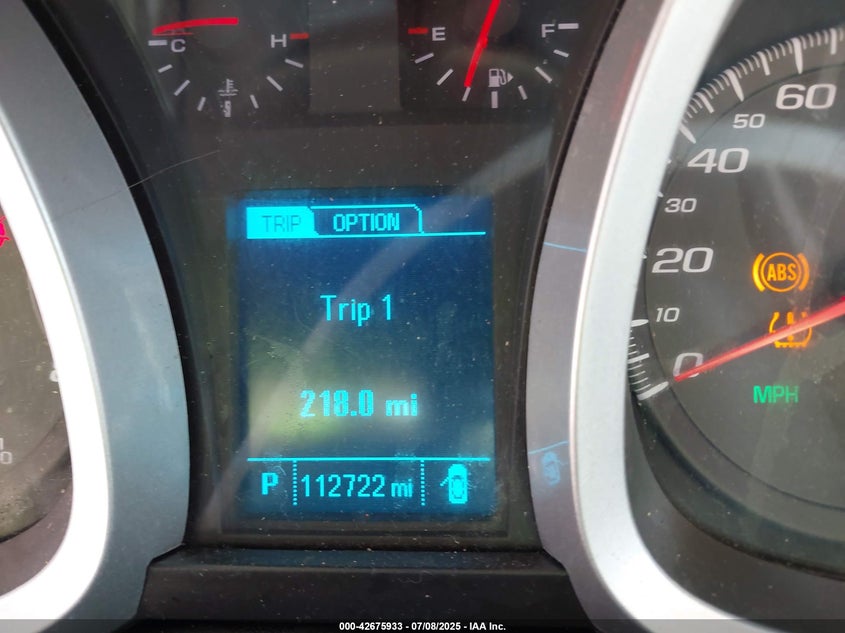 C H E F
60
50
40
30
20
10
0
MPH
ABS
TRIP OPTION
Trip 1
218.0 mi
P 112722 mi
000-42675933 - 07/08/2025 - IAA Inc.